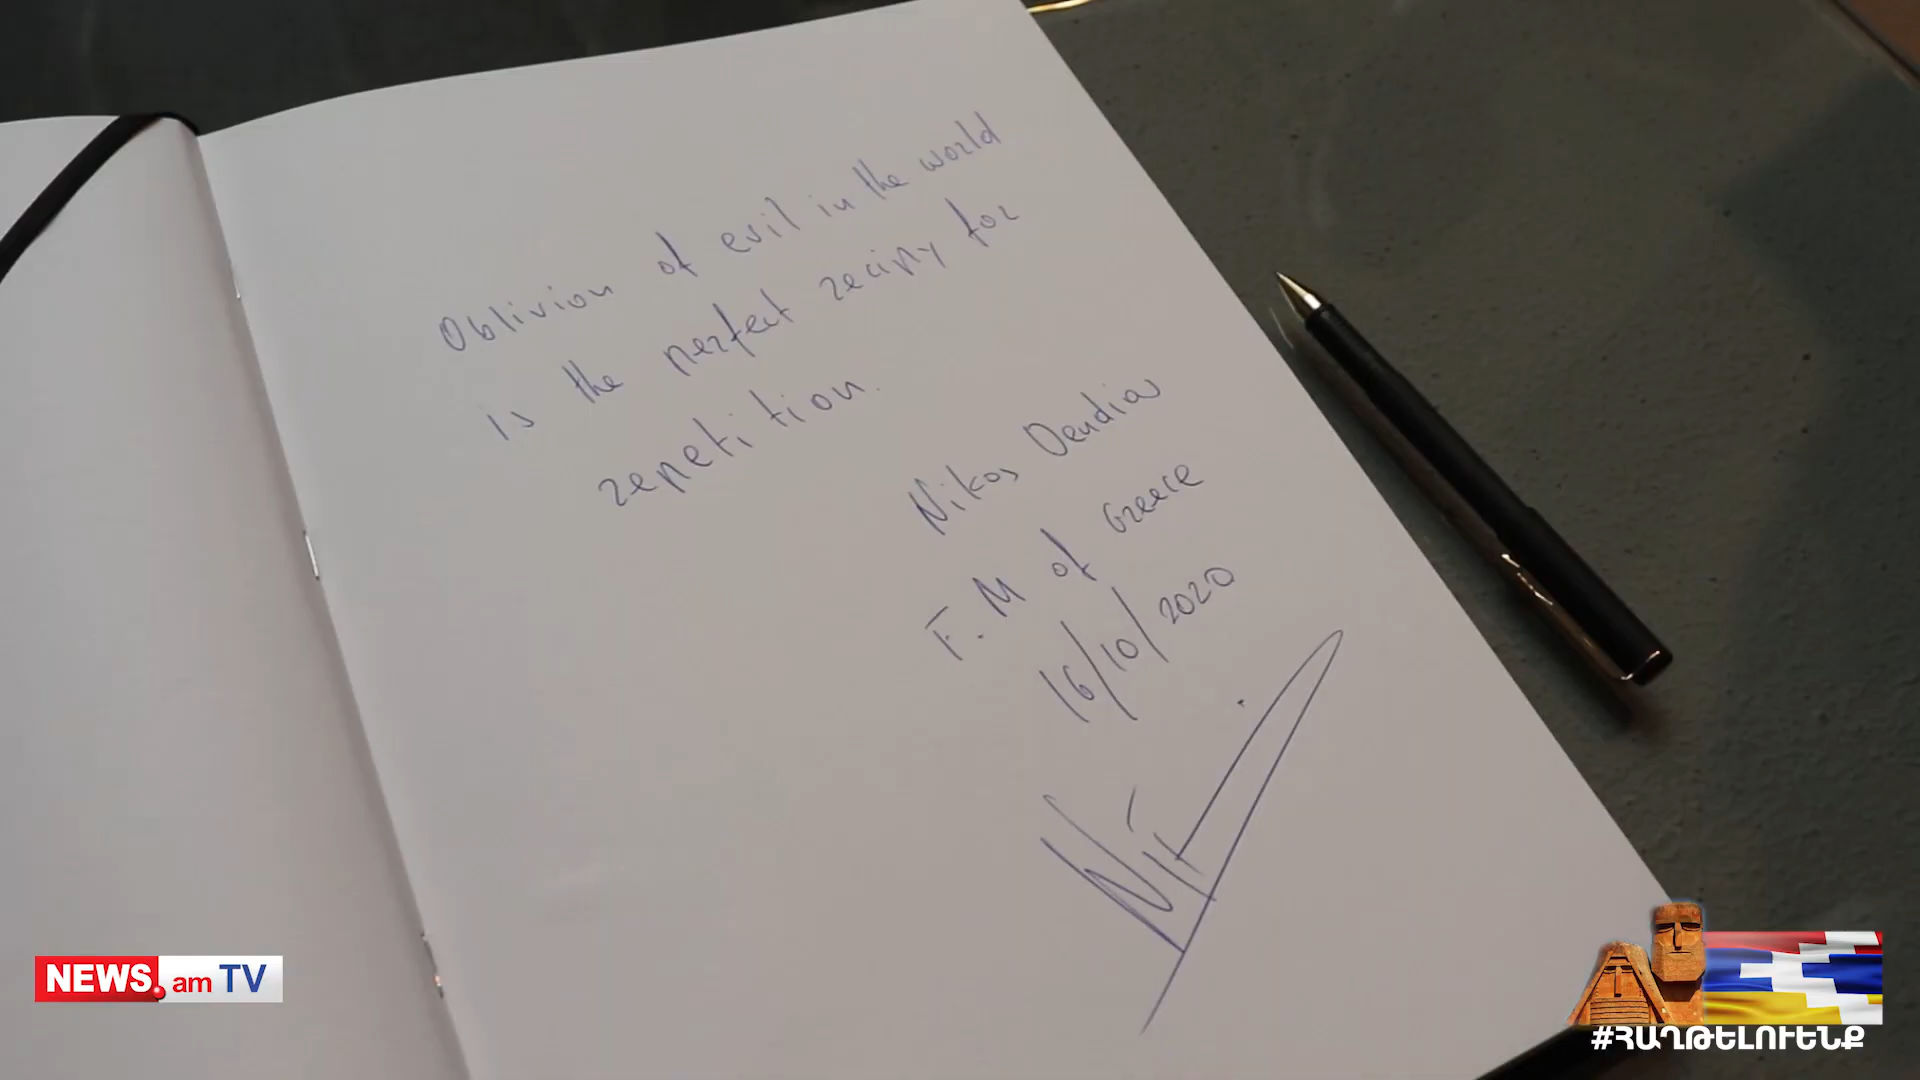 Oblivion of evil in the world
is the perfect recipy for
repetition.
Nikos Dendias
F.M of Greece
16/10/2020
NEWS.am TV
#ՀԱՂԹԵԼՈՒԵՆՔ